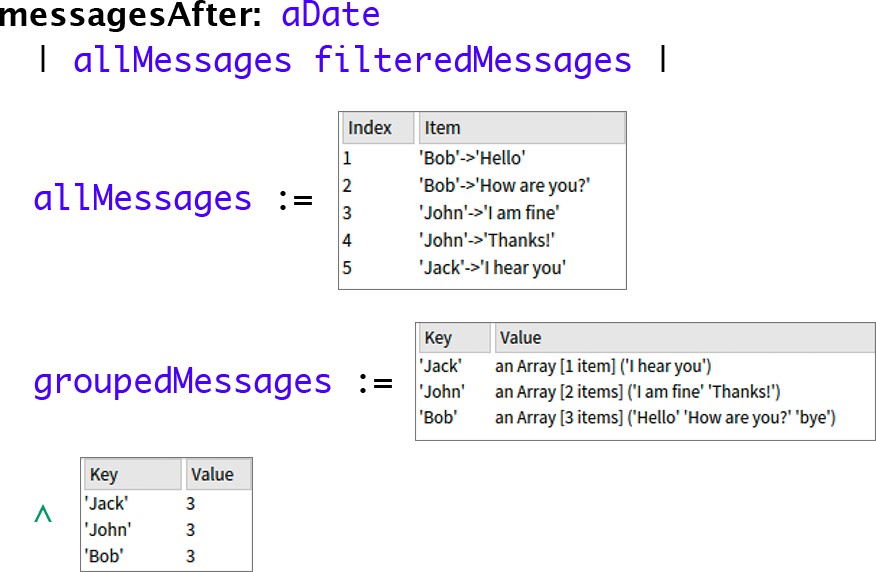 messagesAfter: aDate
| allMessages filteredMessages |
Index Item
1 'Bob'->'Hello'
2 'Bob'->'How are you?'
allMessages :=
3 'John'->'I am fine'
4 'John'->'Thanks!'
5 'Jack'->'I hear you'
Key Value
'Jack' an Array [1 item] ('I hear you')
groupedMessages :=
'John' an Array [2 items] ('I am fine' 'Thanks!')
'Bob' an Array [3 items] ('Hello' 'How are you?' 'bye')
Key Value
'Jack' 3
^
'John' 3
'Bob' 3